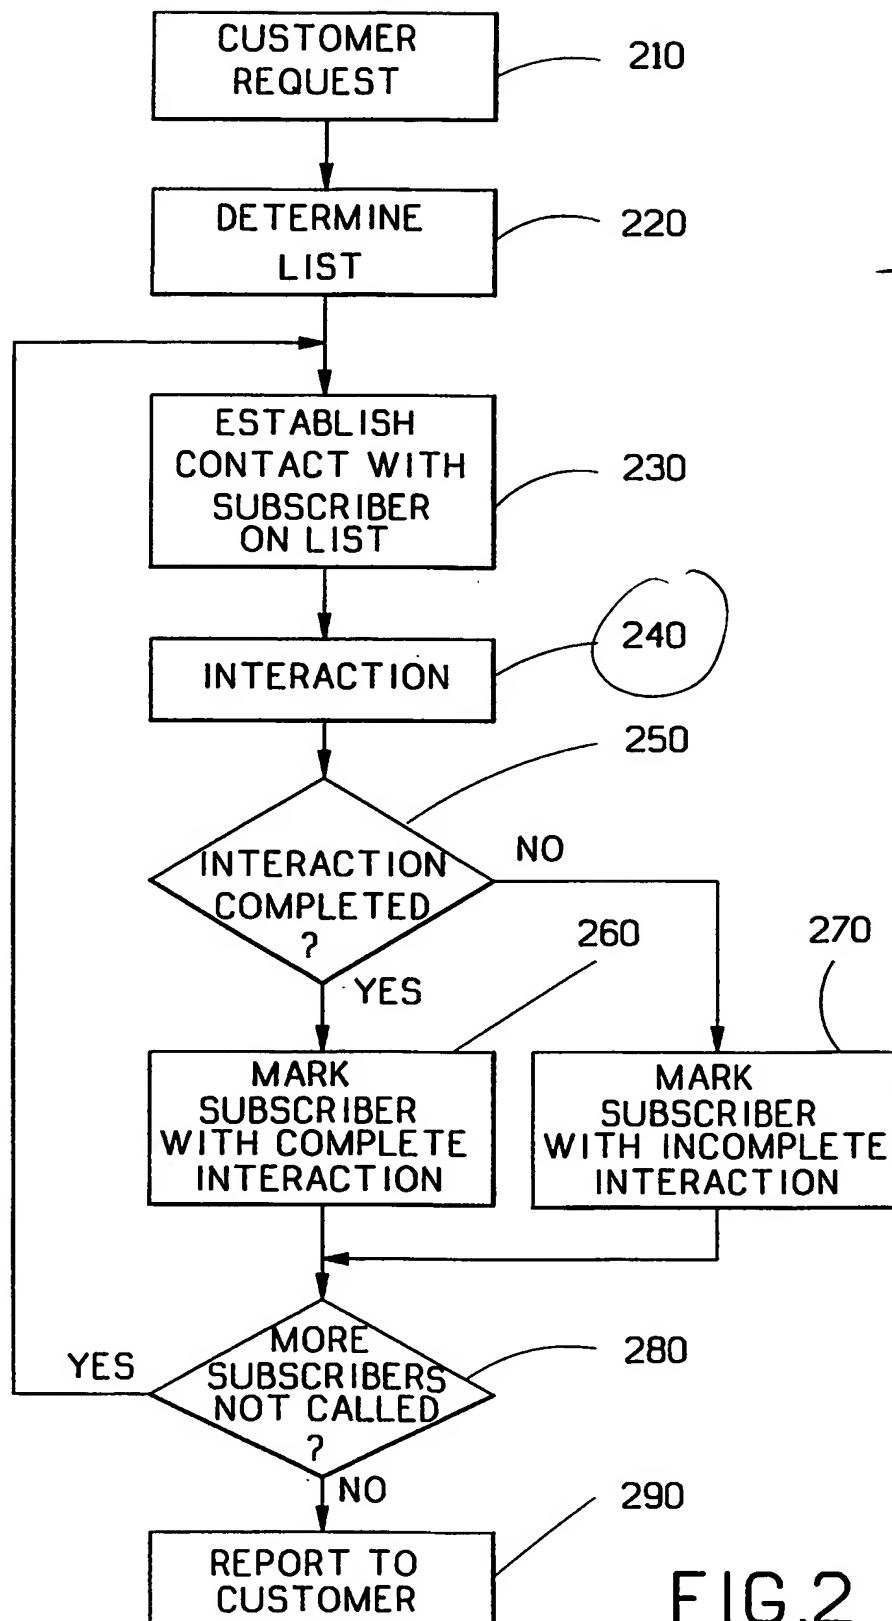 CUSTOMER
REQUEST
210
DETERMINE
LIST
220
ESTABLISH
CONTACT WITH
SUBSCRIBER
ON LIST
230
INTERACTION
240
250
INTERACTION
COMPLETED
?
NO
YES
260
270
MARK
SUBSCRIBER
WITH COMPLETE
INTERACTION
MARK
SUBSCRIBER
WITH INCOMPLETE
INTERACTION
MORE
SUBSCRIBERS
NOT CALLED
?
YES
280
NO
290
REPORT TO
CUSTOMER
FIG.2